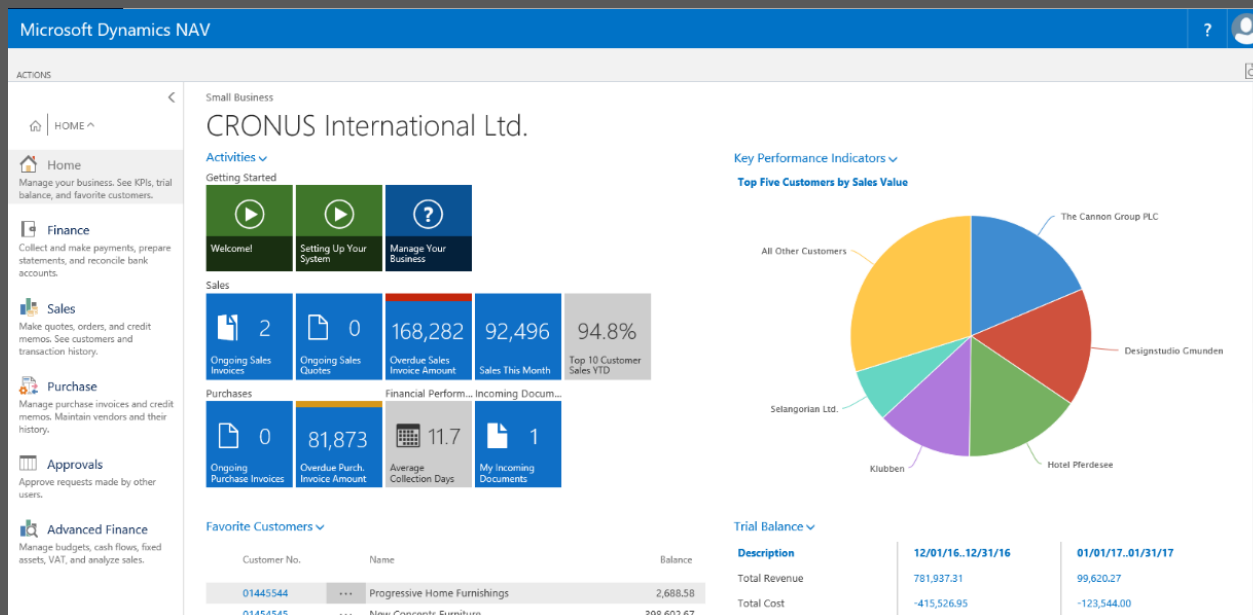 Microsoft Dynamics NAV
?
ACTIONS
HOME
Home
Manage your business. See KPIs, trial
balance, and favorite customers.
Finance
Collect and make payments, prepare
statements, and reconcile bank
accounts.
Sales
Make quotes, orders, and credit
memos. See customers and
transaction history.
Purchase
Manage purchase invoices and credit
memos. Maintain vendors and their
history.
Approvals
Approve requests made by other
users.
Advanced Finance
Manage budgets, cash flows, fixed
assets, VAT, and analyze sales.
Small Business
CRONUS International Ltd.
Activities
Getting Started
Welcome!
Setting Up Your
System
?
Manage Your
Business
Sales
2
Ongoing Sales
Invoices
0
Ongoing Sales
Quotes
168,282
Overdue Sales
Invoice Amount
92,496
Sales This Month
94.8%
Top 10 Customer
Sales YTD
Purchases
Financial Perform...
Incoming Docum...
0
Ongoing
Purchase Invoices
81,873
Overdue Purch.
Invoice Amount
11.7
Average
Collection Days
1
My Incoming
Documents
Favorite Customers
Customer No. Name Balance
01445544 ... Progressive Home Furnishings 2,688.58
01454545 ... New Concepts Furniture 398,602.67
Key Performance Indicators
Top Five Customers by Sales Value
The Cannon Group PLC
All Other Customers
Designstudio Gmunden
Selangorian Ltd.
Klubben
Hotel Pferdesee
Trial Balance
Description 12/01/16..12/31/16 01/01/17..01/31/17
Total Revenue 781,937.31 99,620.27
Total Cost -415,526.95 -123,544.00